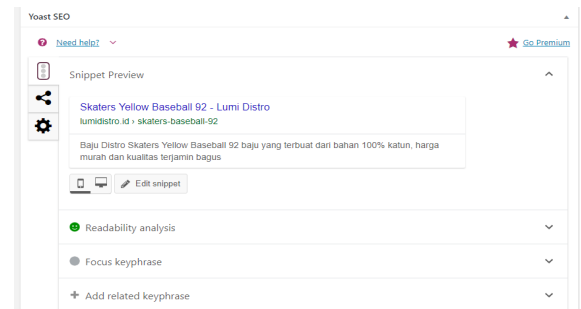 Yoast SEO
Need help?
Go Premium
Snippet Preview
Skaters Yellow Baseball 92 - Lumi Distro
lumidistro.id › skaters-baseball-92
Baju Distro Skaters Yellow Baseball 92 baju yang terbuat dari bahan 100% katun, harga
murah dan kualitas terjamin bagus
Edit snippet
Readability analysis
Focus keyphrase
Add related keyphrase